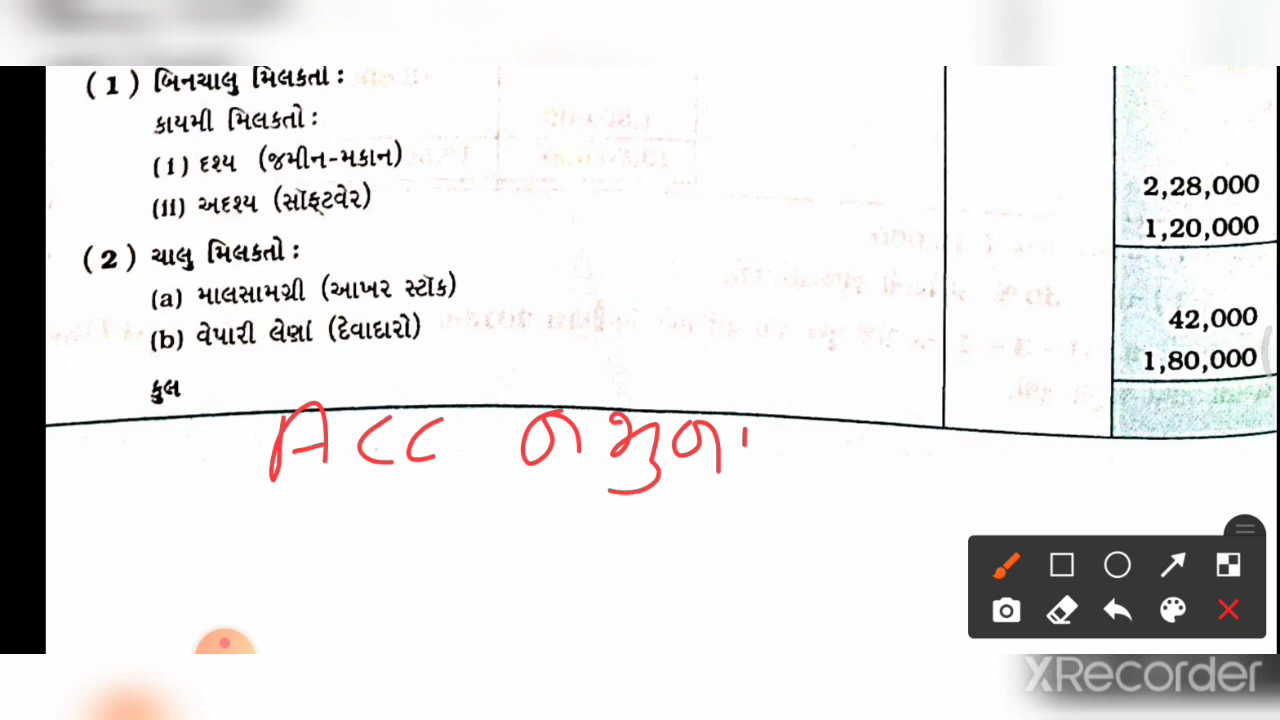 (1) બિનચાલુ મિલકતો :
કાયમી મિલકતો :
(I) દૃશ્ય (જમીન-મકાન) 2,28,000
(II) અદૃશ્ય (સૉફ્ટવેર) 1,20,000
(2) ચાલુ મિલકતો :
(a) માલસામગ્રી (આખર સ્ટૉક) 42,000
(b) વેપારી લેણાં (દેવાદારો) 1,80,000
કુલ
Acc નમુના
XRecorder